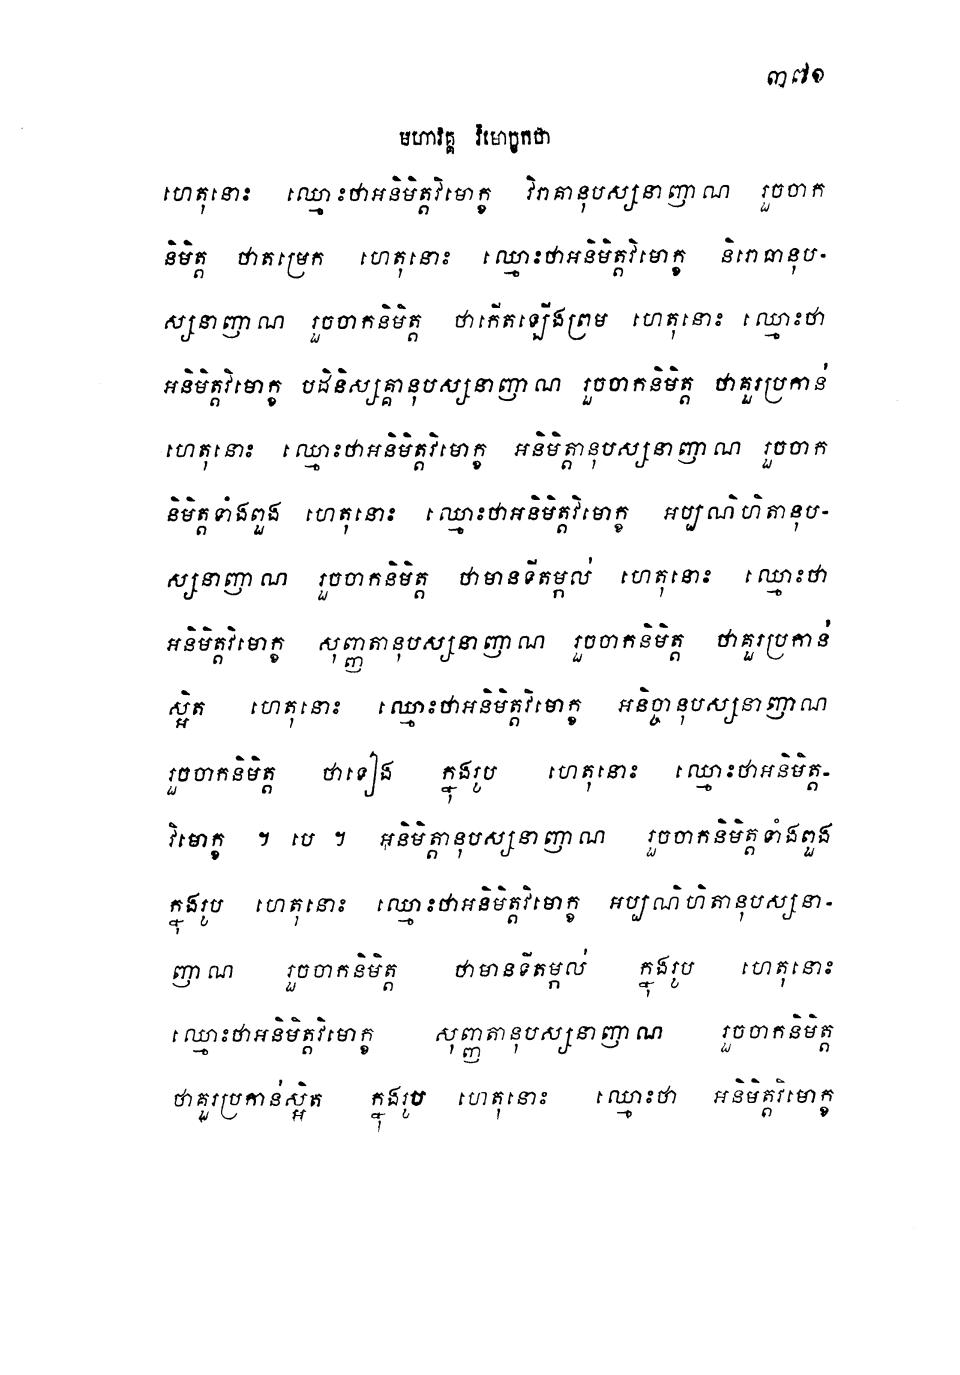 ៣៧១
មហាវគ្គ វិមោក្ខកថា
ហេតុនោះ ឈ្មោះថាអនិមិត្តវិមោក្ខ វិរាគានុបស្សនាញាណ រួចចាក
និមិត្ត ថាតម្រេក ហេតុនោះ ឈ្មោះថាអនិមិត្តវិមោក្ខ និរោធានុប-
ស្សនាញាណ រួចចាកនិមិត្ត ថាកើតឡើងព្រម ហេតុនោះ ឈ្មោះថា
អនិមិត្តវិមោក្ខ បដិនិស្សគ្គានុបស្សនាញាណ រួចចាកនិមិត្ត ថាគួរប្រកាន់
ហេតុនោះ ឈ្មោះថាអនិមិត្តវិមោក្ខ អនិមិត្តានុបស្សនាញាណ រួចចាក
និមិត្តទាំងពួង ហេតុនោះ ឈ្មោះថាអនិមិត្តវិមោក្ខ អប្បណិហិតានុប-
ស្សនាញាណ រួចចាកនិមិត្ត ថាមានទីតម្កល់ ហេតុនោះ ឈ្មោះថា
អនិមិត្តវិមោក្ខ សុញ្ញតានុបស្សនាញាណ រួចចាកនិមិត្ត ថាគួរប្រកាន់
ស្អិត ហេតុនោះ ឈ្មោះថាអនិមិត្តវិមោក្ខ អនិច្ចានុបស្សនាញាណ
រួចចាកនិមិត្ត ថាទៀង ក្នុងរូប ហេតុនោះ ឈ្មោះថាអនិមិត្ត-
វិមោក្ខ ។ បេ ។ អនិមិត្តានុបស្សនាញាណ រួចចាកនិមិត្តទាំងពួង
ក្នុងរូប ហេតុនោះ ឈ្មោះថាអនិមិត្តវិមោក្ខ អប្បណិហិតានុបស្សនា-
ញាណ រួចចាកនិមិត្ត ថាមានទីតម្កល់ ក្នុងរូប ហេតុនោះ
ឈ្មោះថាអនិមិត្តវិមោក្ខ សុញ្ញតានុបស្សនាញាណ រួចចាកនិមិត្ត
ថាគួរប្រកាន់ស្អិត ក្នុងរូប ហេតុនោះ ឈ្មោះថា អនិមិត្តវិមោក្ខ